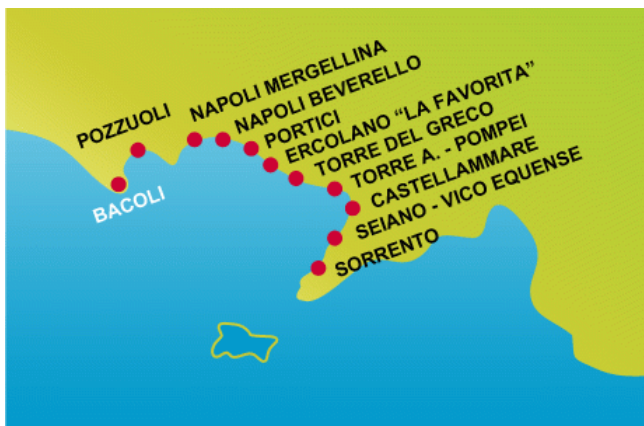 POZZUOLI
NAPOLI MERGELLINA
NAPOLI BEVERELLO
PORTICI
ERCOLANO “LA FAVORITA”
TORRE DEL GRECO
TORRE A. - POMPEI
CASTELLAMMARE
SEIANO - VICO EQUENSE
SORRENTO
BACOLI